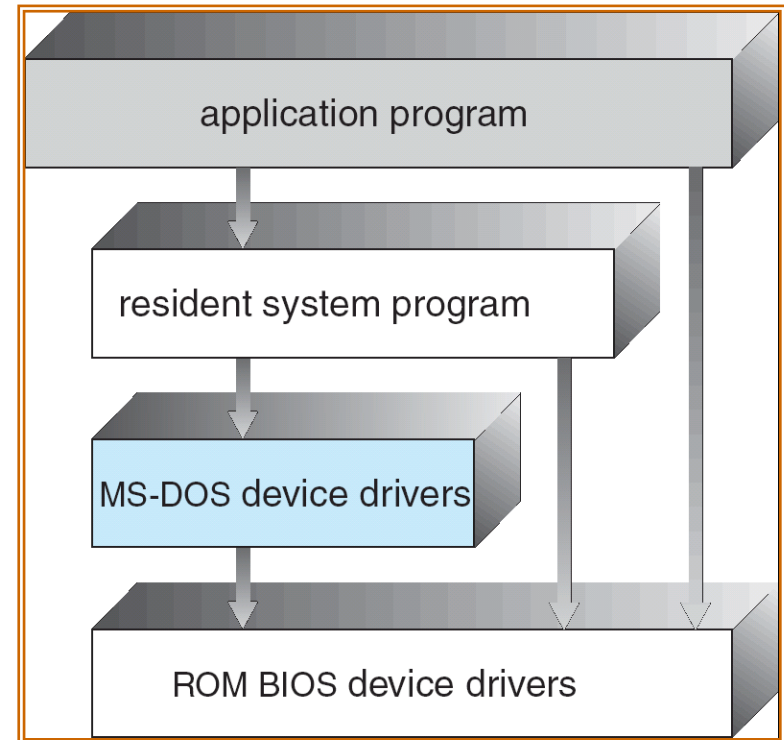 application program
resident system program
MS-DOS device drivers
ROM BIOS device drivers